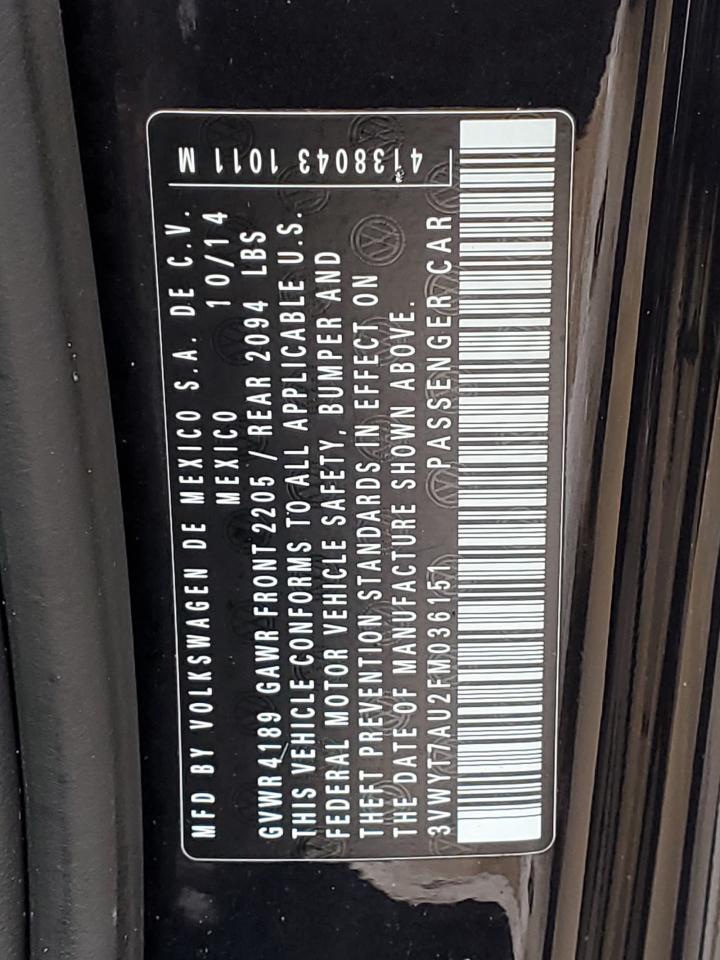 MFD BY VOLKSWAGEN DE MEXICO S.A. DE C.V.
MEXICO 10/14
GVWR4189 GAWR FRONT 2205 / REAR 2094 LBS
THIS VEHICLE CONFORMS TO ALL APPLICABLE U.S.
FEDERAL MOTOR VEHICLE SAFETY, BUMPER AND
THEFT PREVENTION STANDARDS IN EFFECT ON
THE DATE OF MANUFACTURE SHOWN ABOVE.
3VWYT7AU2FM036151 PASSENGER CAR
4138043 1011 M